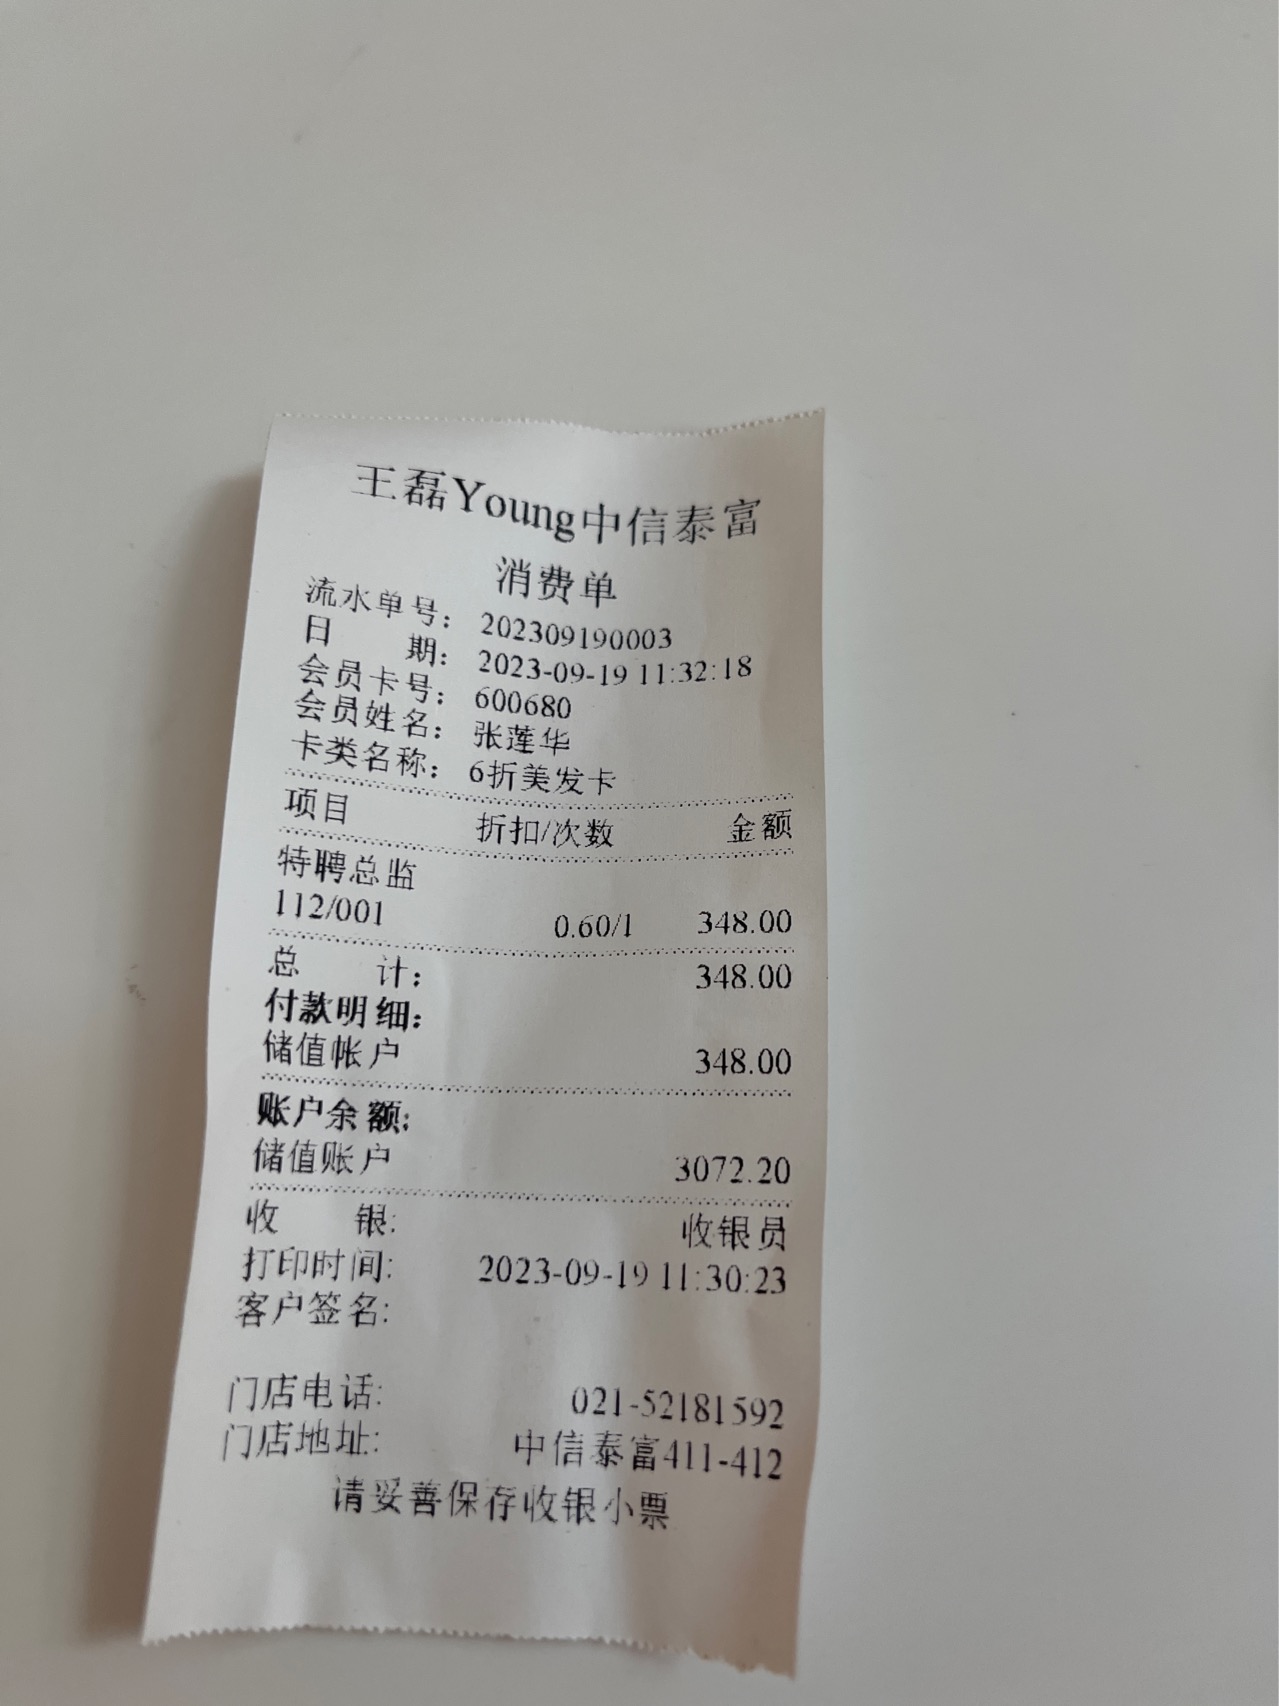 王磊Young中信泰富
消费单
流水单号: 202309190003
日 期: 2023-09-19 11:32:18
会员卡号: 600680
会员姓名: 张莲华
卡类名称: 6折美发卡
项目 折扣/次数 金额
特聘总监
112/001 0.60/1 348.00
总 计: 348.00
付款明细:
储值帐户 348.00
账户余额:
储值账户 3072.20
收 银: 收银员
打印时间: 2023-09-19 11:30:23
客户签名:
门店电话: 021-52181592
门店地址: 中信泰富411-412
请妥善保存收银小票